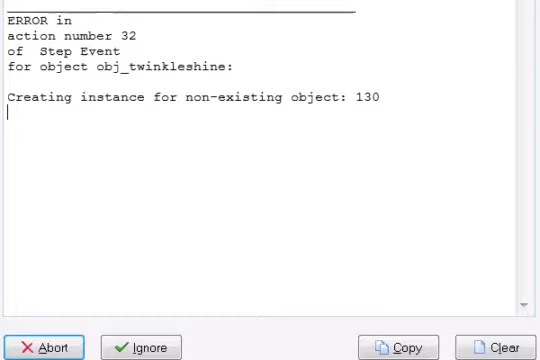 ERROR in
action number 32
of  Step Event
for object obj_twinkleshine:
Creating instance for non-existing object: 130
Abort
Ignore
Copy
Clear